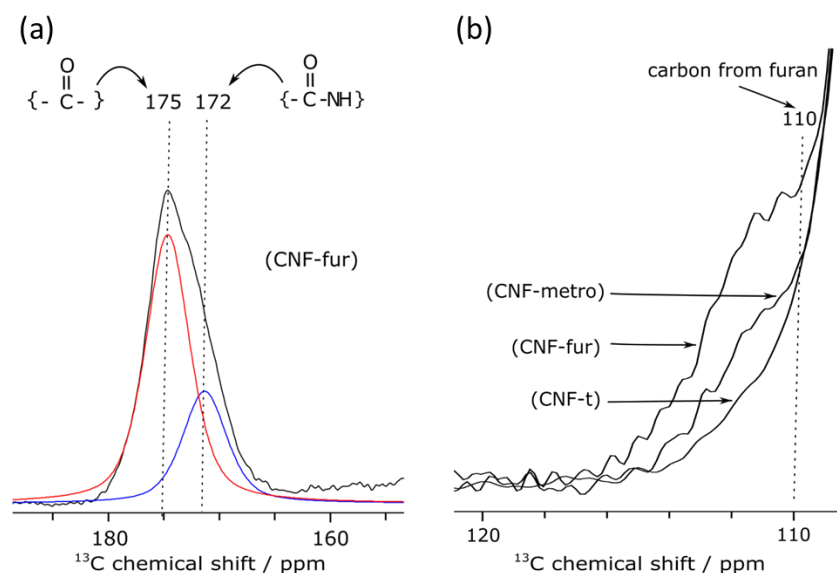 (a)
O
{- C- }
175
172
O
{-C-NH}
(CNF-fur)
180
160
¹³C chemical shift / ppm
(b)
carbon from furan
110
(CNF-metro)
(CNF-fur)
(CNF-t)
120
110
¹³C chemical shift / ppm